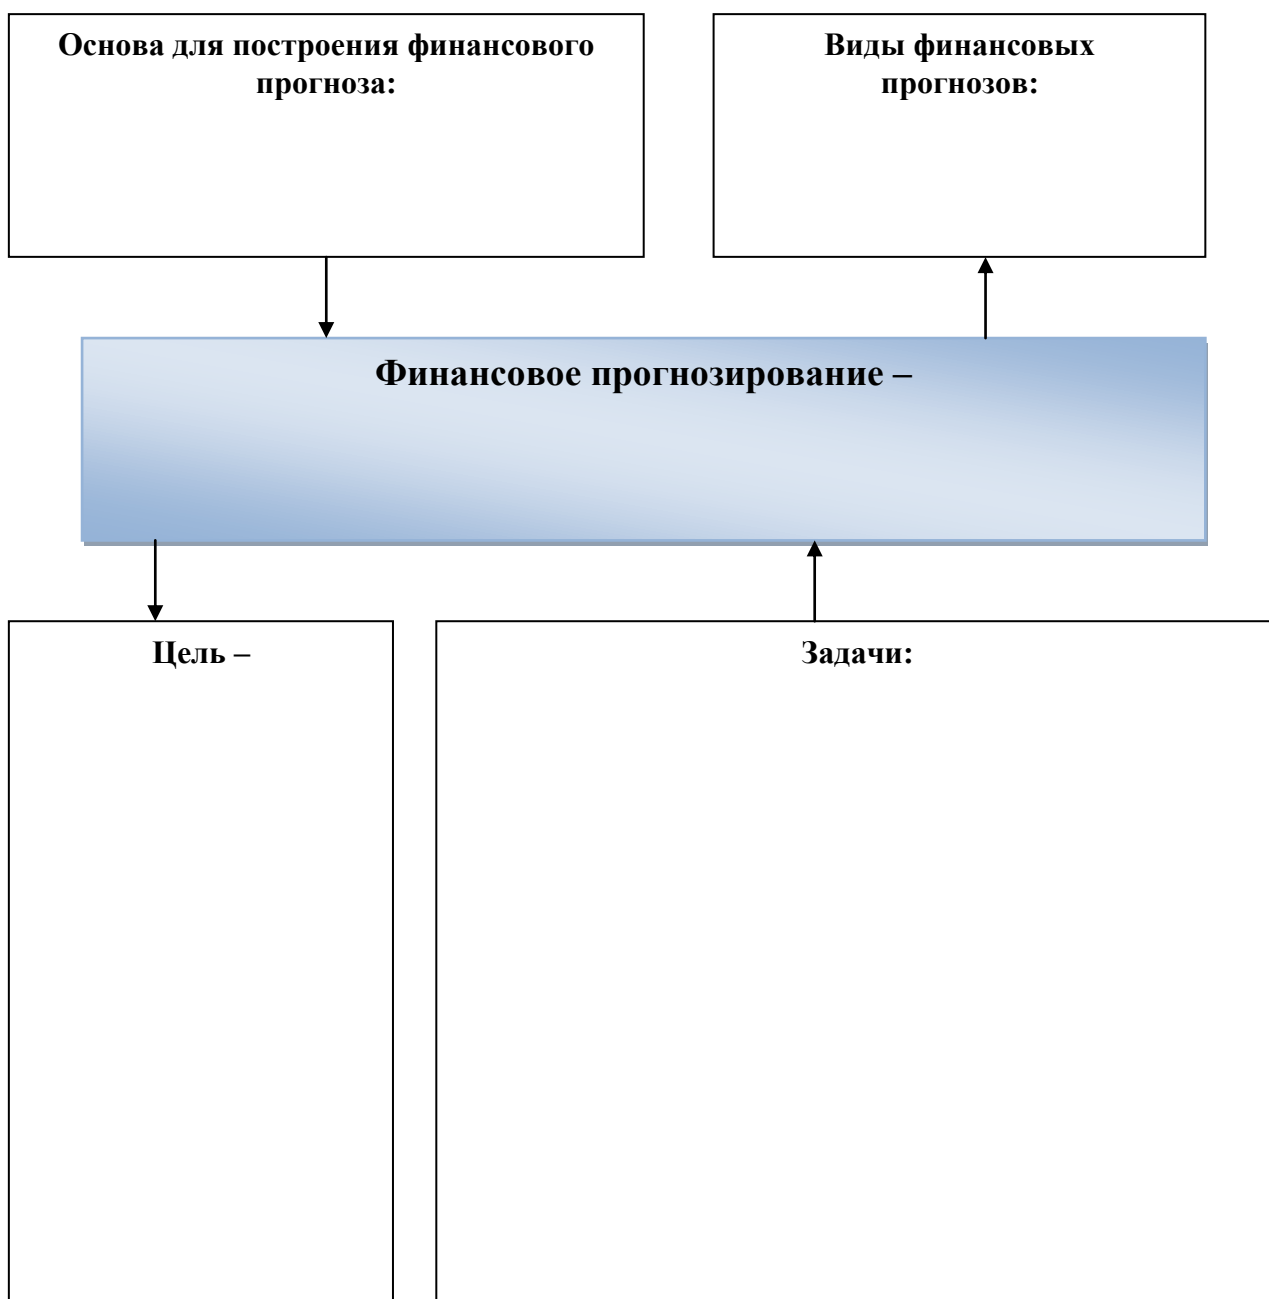 Основа для построения финансового
прогноза:
Виды финансовых
прогнозов:
Финансовое прогнозирование –
Цель –
Задачи: